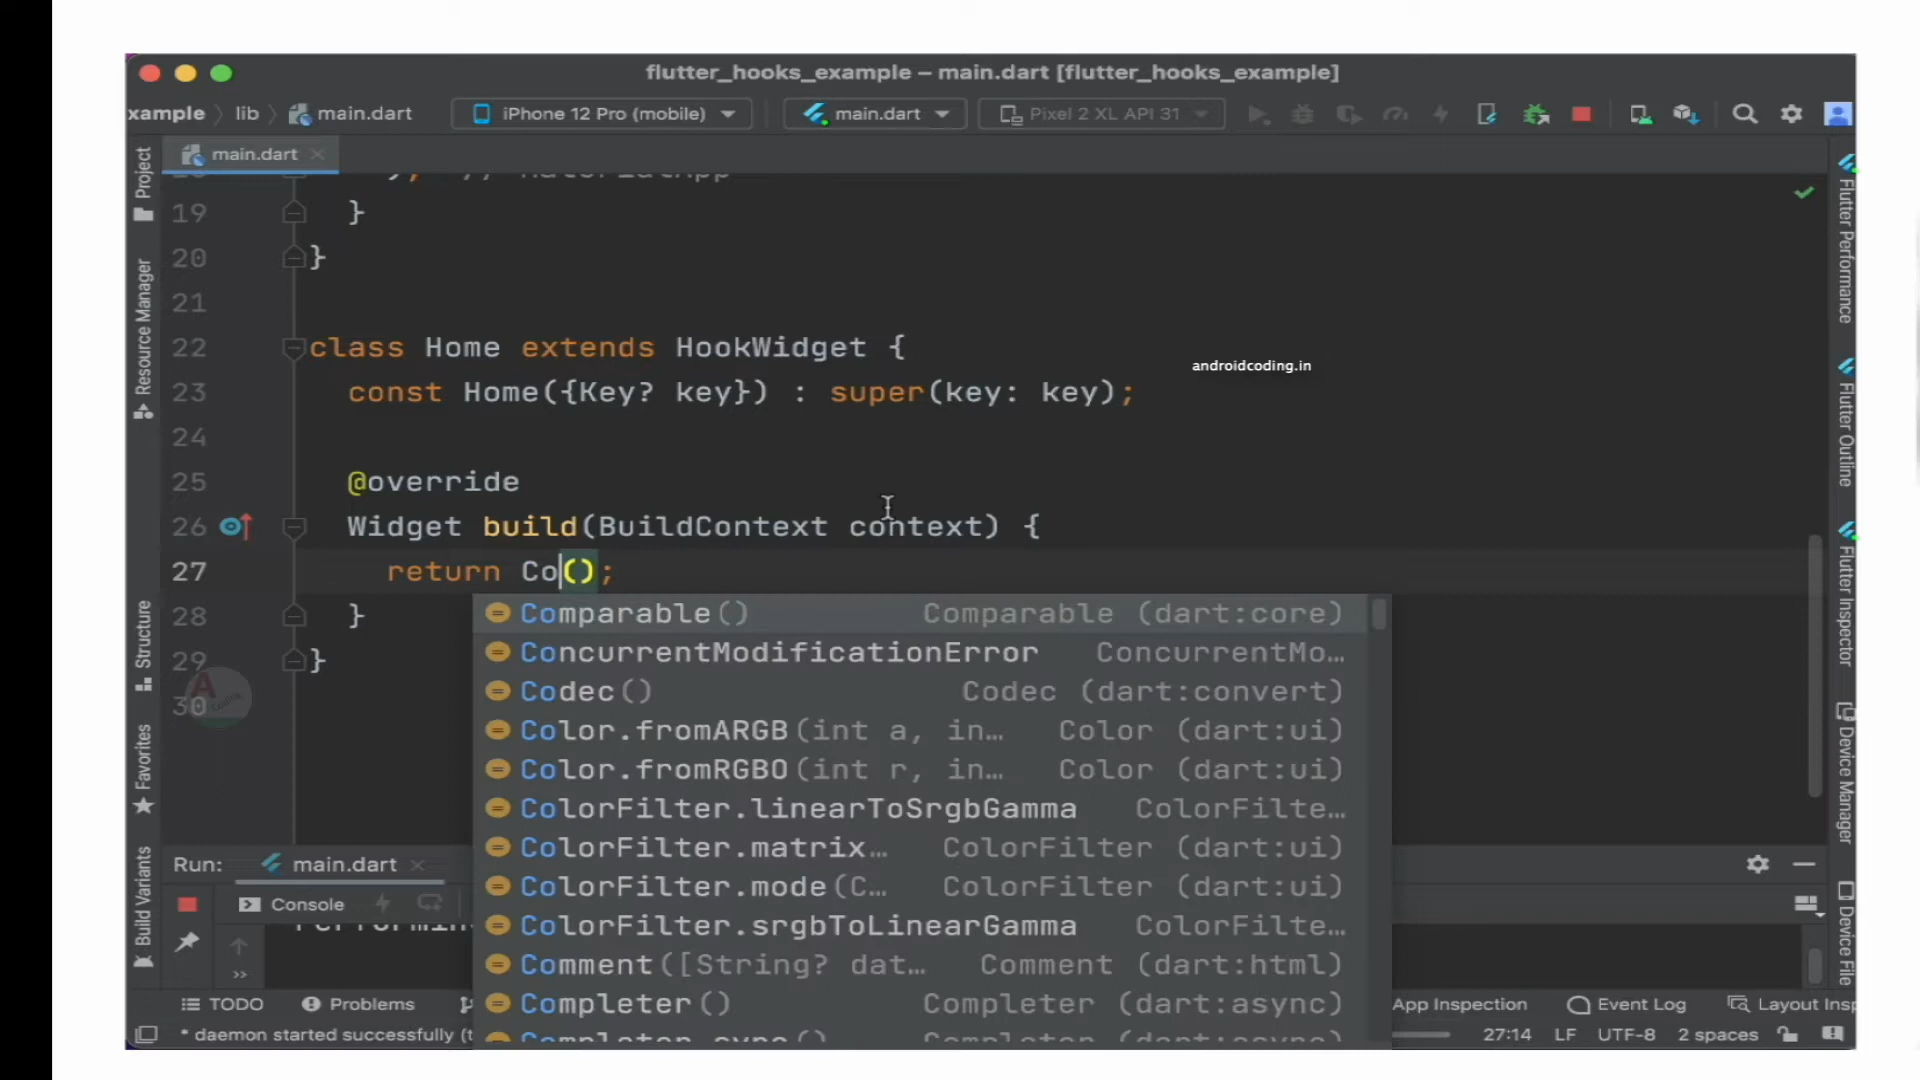 flutter_hooks_example – main.dart [flutter_hooks_example]
xample lib main.dart iPhone 12 Pro (mobile) main.dart Pixel 2 XL API 31
main.dart
Project
Resource Manager
Structure
Favorites
Build Variants
19 }
20 }
21
22 class Home extends HookWidget {
androidcoding.in
23 const Home({Key? key}) : super(key: key);
24
25 @override
26 Widget build(BuildContext context) {
27 return Co();
28 }
29 }
30
Comparable() Comparable (dart:core)
ConcurrentModificationError ConcurrentMo…
Codec() Codec (dart:convert)
Color.fromARGB(int a, in… Color (dart:ui)
Color.fromRGBO(int r, in… Color (dart:ui)
ColorFilter.linearToSrgbGamma ColorFilte…
ColorFilter.matrix… ColorFilter (dart:ui)
ColorFilter.mode(C… ColorFilter (dart:ui)
ColorFilter.srgbToLinearGamma ColorFilte…
Comment([String? dat… Comment (dart:html)
Completer() Completer (dart:async)
Completer.sync() Completer (dart:async)
Flutter Performance
Flutter Outline
Flutter Inspector
Device Manager
Device File
Run: main.dart
Console
TODO Problems App Inspection Event Log Layout Insp
* daemon started successfully (t 27:14 LF UTF-8 2 spaces